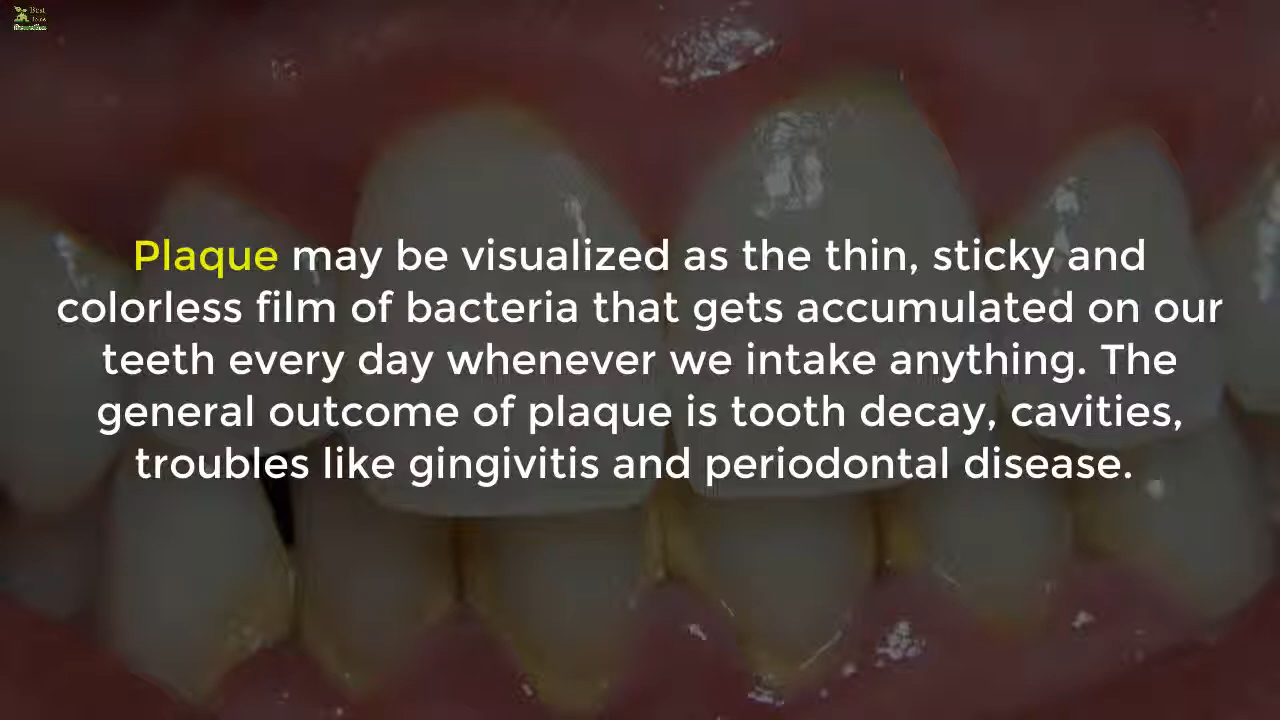 Plaque may be visualized as the thin, sticky and
colorless film of bacteria that gets accumulated on our
teeth every day whenever we intake anything. The
general outcome of plaque is tooth decay, cavities,
troubles like gingivitis and periodontal disease.